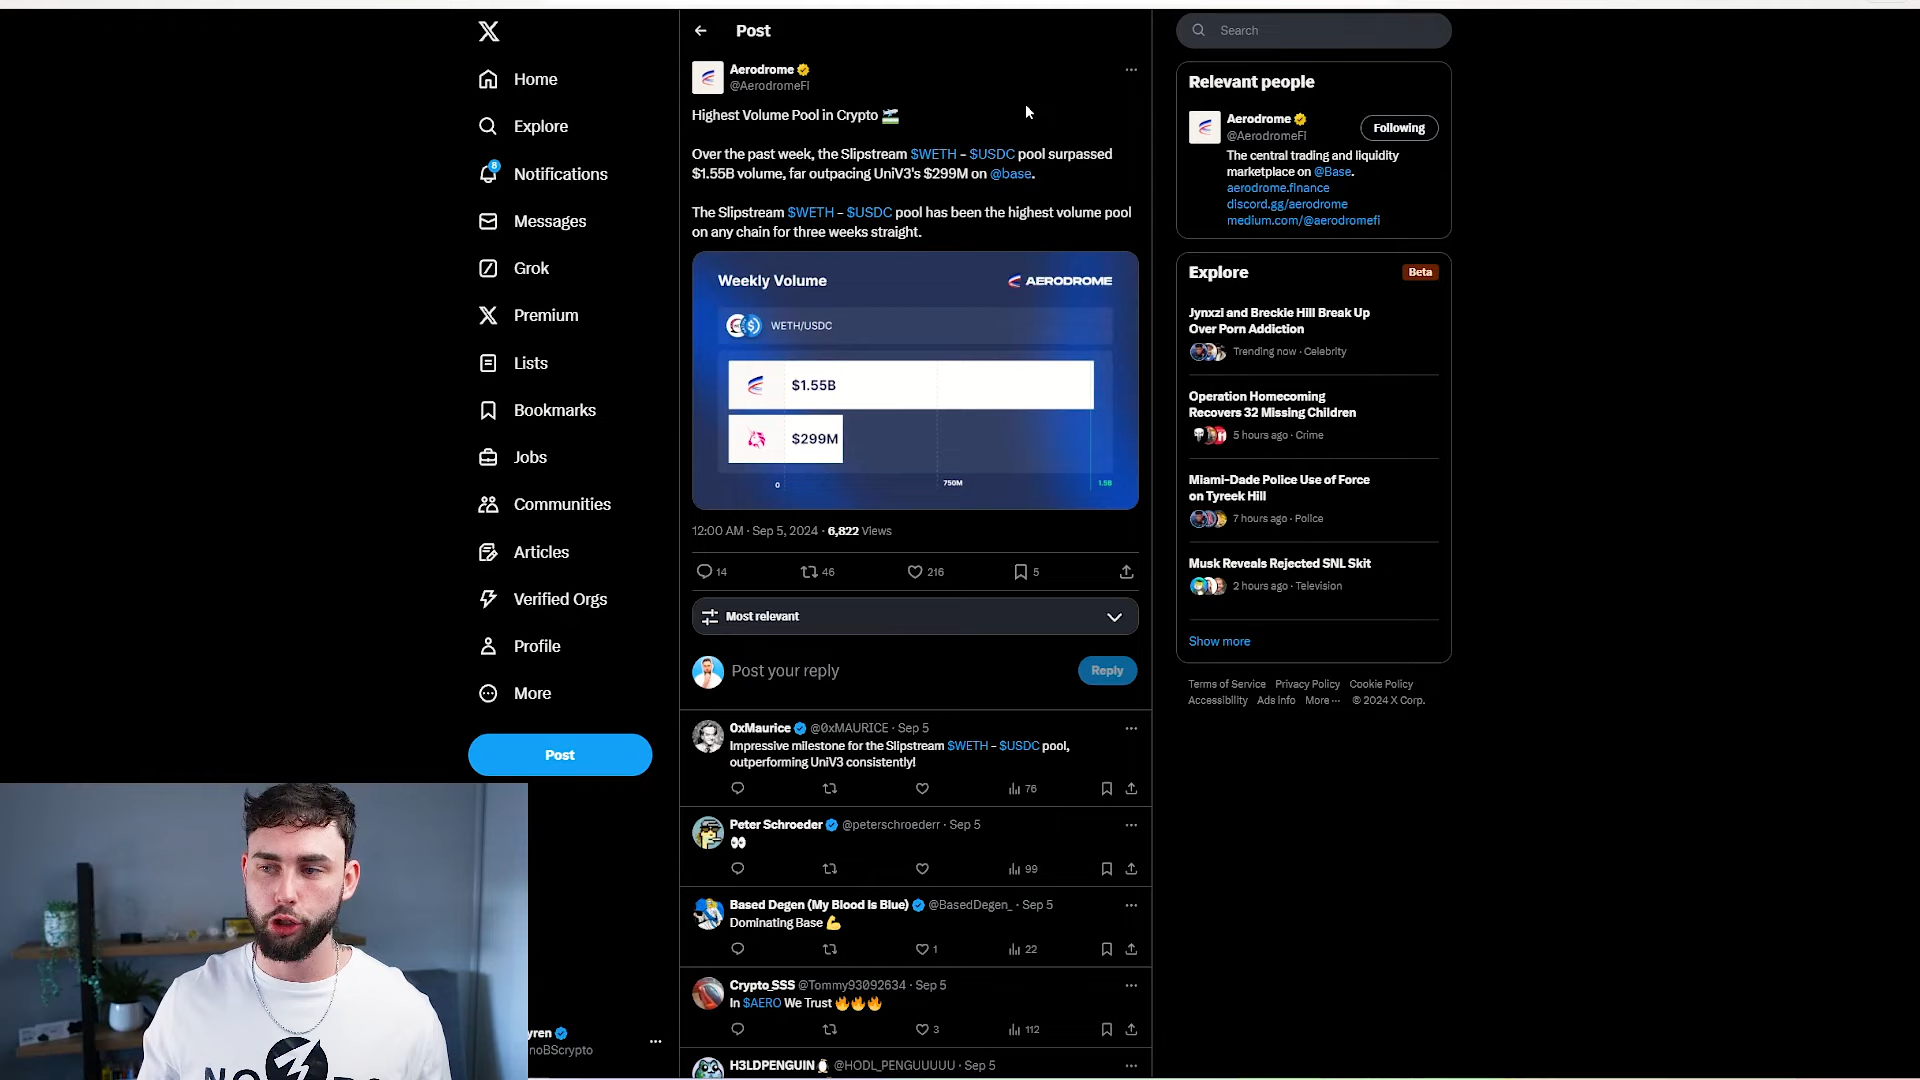 Home
Explore
8
Notifications
Messages
Grok
Premium
Lists
Bookmarks
Jobs
Communities
Articles
Verified Orgs
Profile
More
Post
yren
noBScrypto
Post
Aerodrome
@AerodromeFi
Highest Volume Pool in Crypto 🛫
Over the past week, the Slipstream $WETH – $USDC pool surpassed
$1.55B volume, far outpacing UniV3's $299M on @base.
The Slipstream $WETH – $USDC pool has been the highest volume pool
on any chain for three weeks straight.
Weekly Volume
AERODROME
WETH/USDC
$1.55B
$299M
0
750M
1.5B
12:00 AM · Sep 5, 2024 · 6,822 Views
14
46
216
5
Most relevant
Post your reply
Reply
0xMaurice @0xMAURICE · Sep 5
Impressive milestone for the Slipstream $WETH – $USDC pool,
outperforming UniV3 consistently!
76
Peter Schroeder @peterschroederr · Sep 5
👀
99
Based Degen (My Blood Is Blue) @BasedDegen_ · Sep 5
Dominating Base 💪
1
22
Crypto_SSS @Tommy93092634 · Sep 5
In $AERO We Trust 🔥🔥🔥
3
112
H3LDPENGUIN🐧 @HODL_PENGUUUUU · Sep 5
Search
Relevant people
Aerodrome
@AerodromeFi
Following
The central trading and liquidity
marketplace on @Base.
aerodrome.finance
discord.gg/aerodrome
medium.com/@aerodromefi
Explore
Beta
Jynxzi and Breckie Hill Break Up
Over Porn Addiction
Trending now · Celebrity
Operation Homecoming
Recovers 32 Missing Children
5 hours ago · Crime
Miami-Dade Police Use of Force
on Tyreek Hill
7 hours ago · Police
Musk Reveals Rejected SNL Skit
2 hours ago · Television
Show more
Terms of Service Privacy Policy Cookie Policy
Accessibility Ads info More ··· © 2024 X Corp.